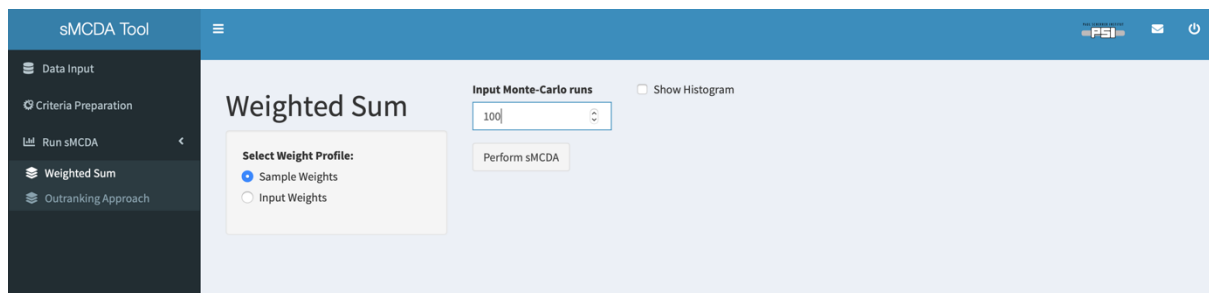 sMCDA Tool
PSI
Data Input
Criteria Preparation
Run sMCDA
Weighted Sum
Outranking Approach
Weighted Sum
Select Weight Profile:
Sample Weights
Input Weights
Input Monte-Carlo runs
100
Perform sMCDA
Show Histogram